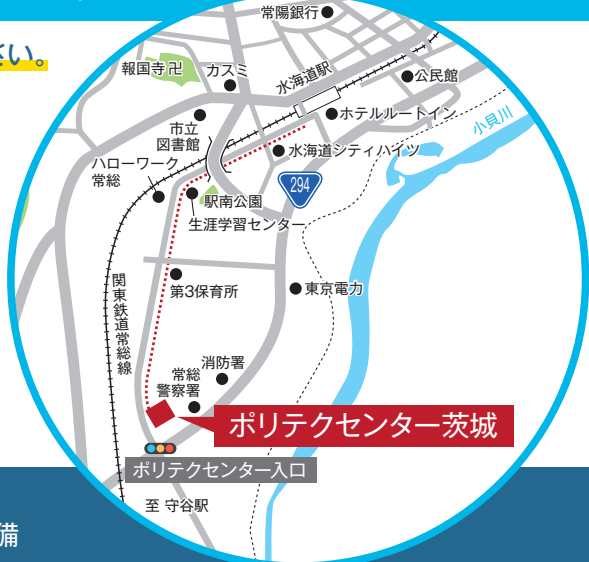 常陽銀行
さい。
報国寺
カスミ
水海道駅
公民館
ホテルルートイン
小貝川
市立
図書館
水海道シティハイツ
ハローワーク
常総
294
駅南公園
生涯学習センター
関東鉄道常総線
第3保育所
東京電力
消防署
常総
警察署
ポリテクセンター茨城
ポリテクセンター入口
至 守谷駅
備